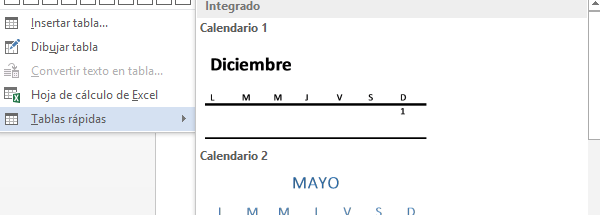 Insertar tabla...
Dibujar tabla
Convertir texto en tabla...
Hoja de cálculo de Excel
Tablas rápidas
Integrado
Calendario 1
Diciembre
L M M J V S D
1
Calendario 2
MAYO
L M M J V S D